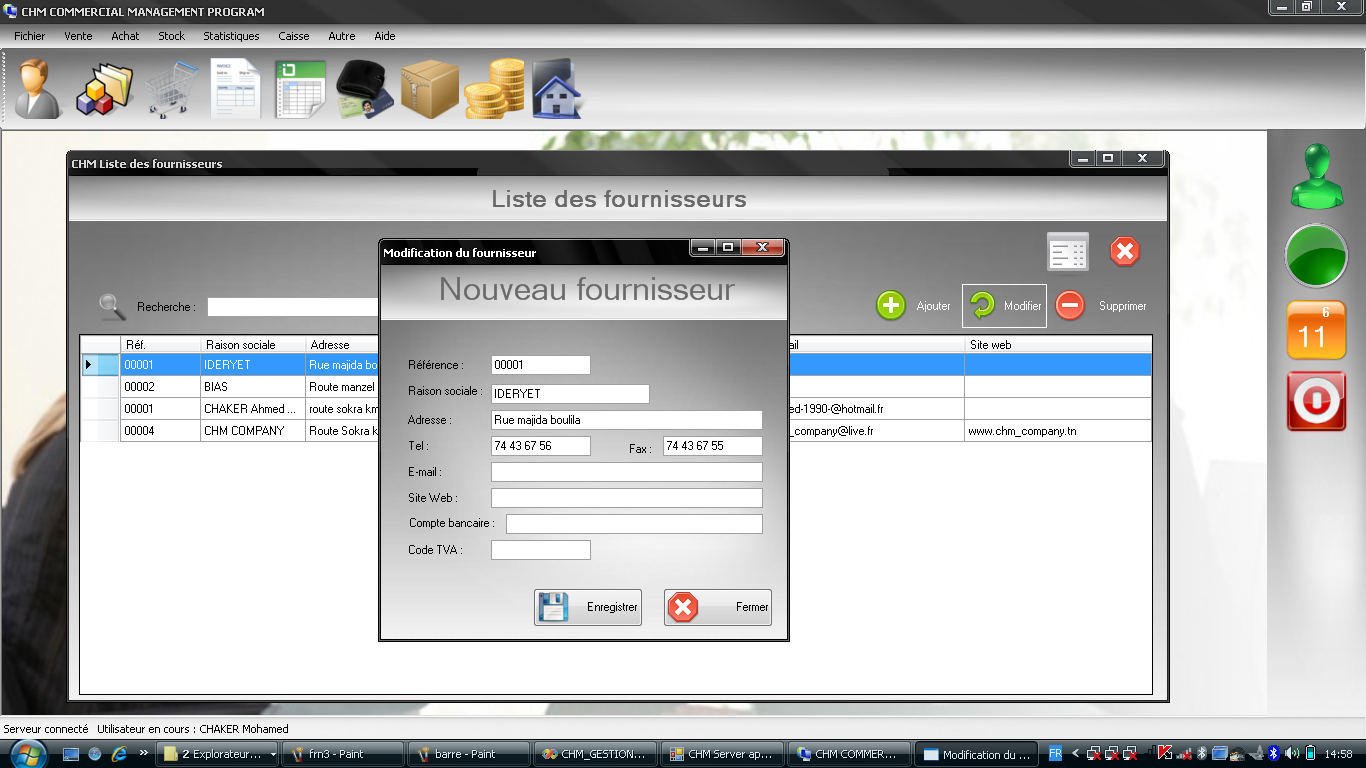 CHM COMMERCIAL MANAGEMENT PROGRAM
Fichier Vente Achat Stock Statistiques Caisse Autre Aide
INVOICE
CHM Liste des fournisseurs
Liste des fournisseurs
Recherche :
Ajouter Modifier Supprimer
Réf. Raison sociale Adresse Site web
00001 IDERYET Rue majida
00002 BIAS Route manzel
00001 CHAKER Ahmed ... route sokra
00004 CHM COMPANY Route Sokra www.chm_company.tn
ed-1990-@hotmail.fr
_company@live.fr
Modification du fournisseur
Nouveau fournisseur
Référence : 00001
Raison sociale : IDERYET
Adresse : Rue majida boulila
Tel : 74 43 67 56 Fax : 74 43 67 55
E-mail :
Site Web :
Compte bancaire :
Code TVA :
Enregistrer Fermer
6
11
Serveur connecté Utilisateur en cours : CHAKER Mohamed
2 Explorateur... frn3 - Paint barre - Paint CHM_GESTION... CHM Server ap... CHM COMMER... Modification du ... FR 14:58